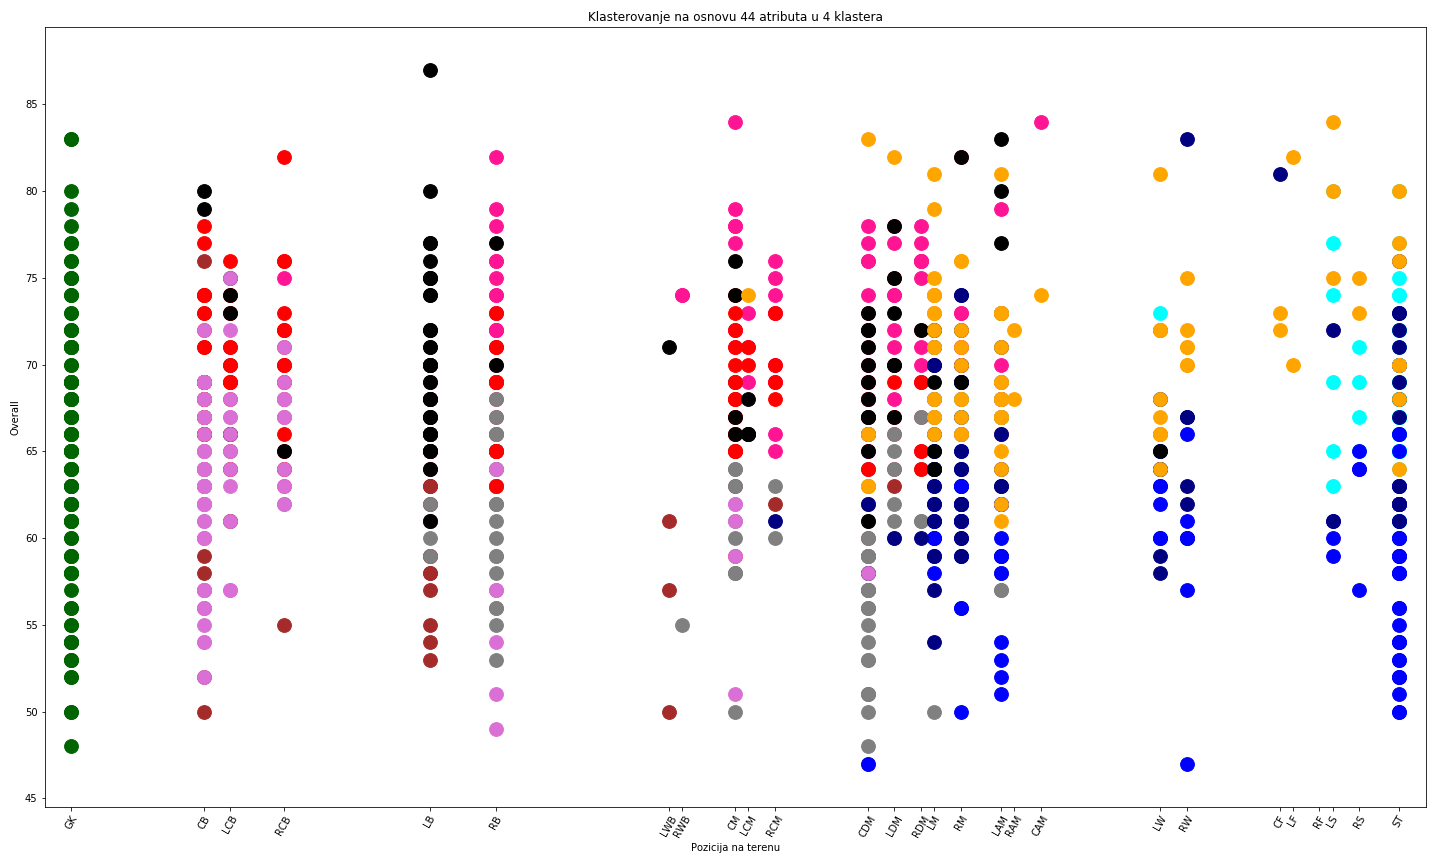 Klasterovanje na osnovu 44 atributa u 4 klastera
Overall
85
80
75
70
65
60
55
50
45
GK
CB
LCB
RCB
LB
RB
LWB
RWB
CM
LCM
RCM
CDM
LDM
RDM
LM
RM
LAM
RAM
CAM
LW
RW
CF
LF
RF
LS
RS
ST
Pozicija na terenu